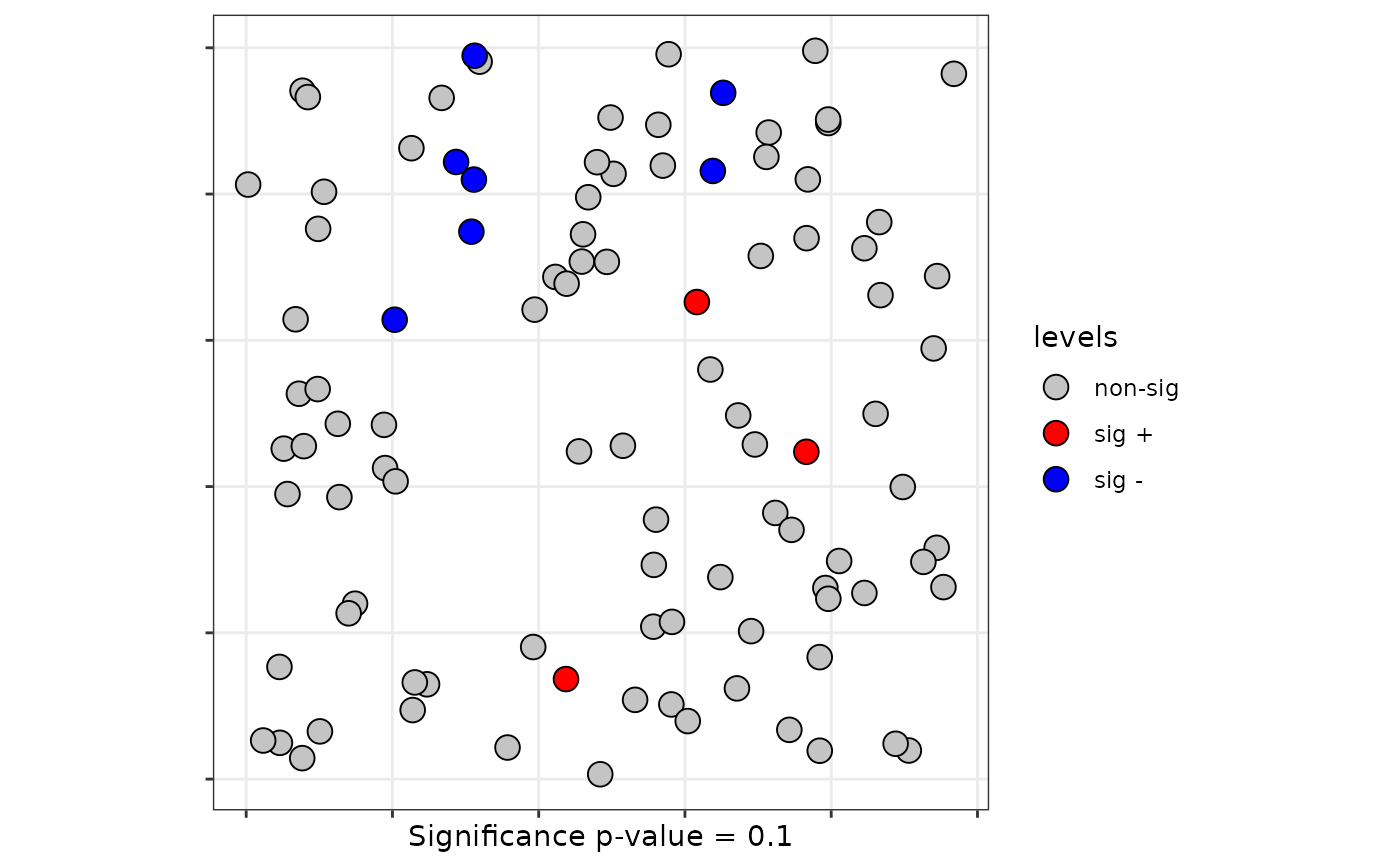 levels
non-sig
sig +
sig -
Significance p-value = 0.1